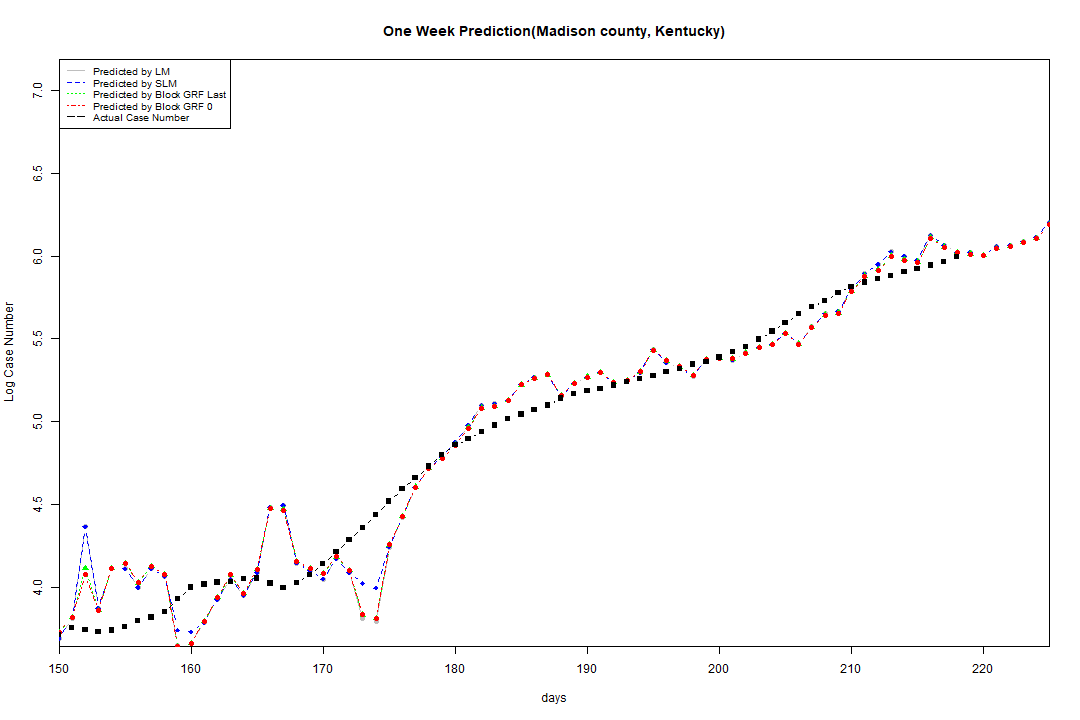 One Week Prediction(Madison county, Kentucky)
Predicted by LM
Predicted by SLM
Predicted by Block GRF Last
Predicted by Block GRF 0
Actual Case Number
7.0
6.5
6.0
5.5
5.0
4.5
4.0
Log Case Number
150 160 170 180 190 200 210 220
days